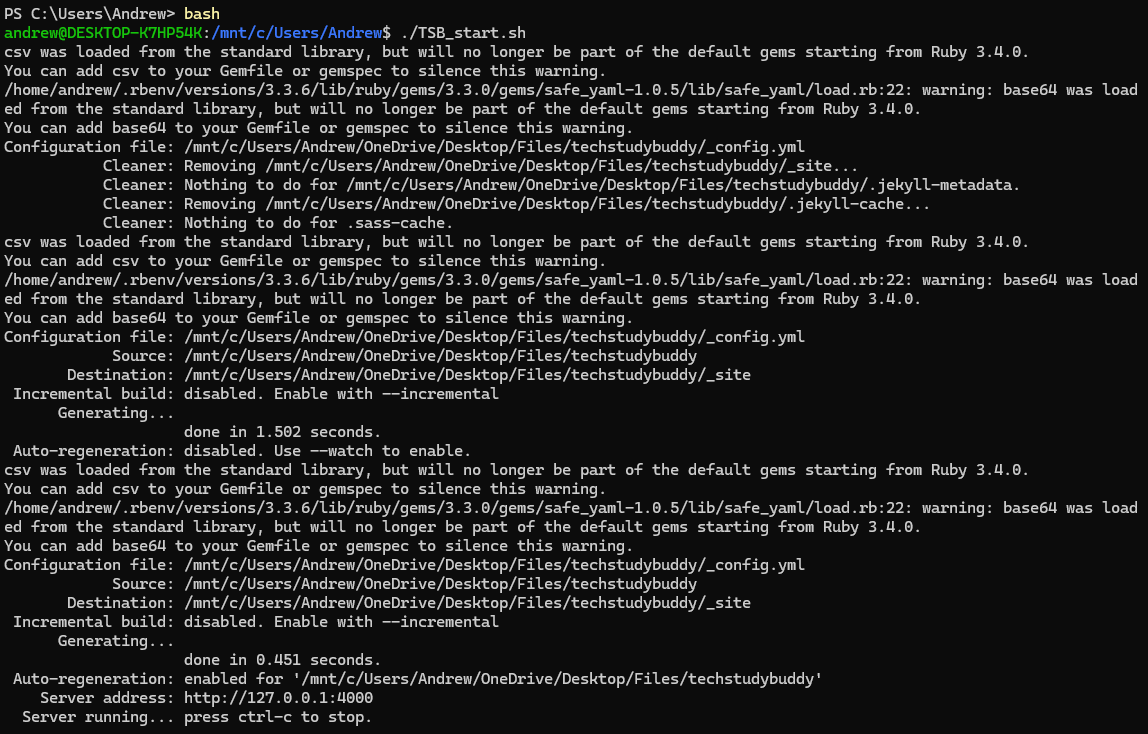 PS C:\Users\Andrew> bash
andrew@DESKTOP-K7HP54K:/mnt/c/Users/Andrew$ ./TSB_start.sh
csv was loaded from the standard library, but will no longer be part of the default gems starting from Ruby 3.4.0.
You can add csv to your Gemfile or gemspec to silence this warning.
/home/andrew/.rbenv/versions/3.3.6/lib/ruby/gems/3.3.0/gems/safe_yaml-1.0.5/lib/safe_yaml/load.rb:22: warning: base64 was load
ed from the standard library, but will no longer be part of the default gems starting from Ruby 3.4.0.
You can add base64 to your Gemfile or gemspec to silence this warning.
Configuration file: /mnt/c/Users/Andrew/OneDrive/Desktop/Files/techstudybuddy/_config.yml
Cleaner: Removing /mnt/c/Users/Andrew/OneDrive/Desktop/Files/techstudybuddy/_site...
Cleaner: Nothing to do for /mnt/c/Users/Andrew/OneDrive/Desktop/Files/techstudybuddy/.jekyll-metadata.
Cleaner: Removing /mnt/c/Users/Andrew/OneDrive/Desktop/Files/techstudybuddy/.jekyll-cache...
Cleaner: Nothing to do for .sass-cache.
csv was loaded from the standard library, but will no longer be part of the default gems starting from Ruby 3.4.0.
You can add csv to your Gemfile or gemspec to silence this warning.
/home/andrew/.rbenv/versions/3.3.6/lib/ruby/gems/3.3.0/gems/safe_yaml-1.0.5/lib/safe_yaml/load.rb:22: warning: base64 was load
ed from the standard library, but will no longer be part of the default gems starting from Ruby 3.4.0.
You can add base64 to your Gemfile or gemspec to silence this warning.
Configuration file: /mnt/c/Users/Andrew/OneDrive/Desktop/Files/techstudybuddy/_config.yml
Source: /mnt/c/Users/Andrew/OneDrive/Desktop/Files/techstudybuddy
Destination: /mnt/c/Users/Andrew/OneDrive/Desktop/Files/techstudybuddy/_site
Incremental build: disabled. Enable with --incremental
Generating...
done in 1.502 seconds.
Auto-regeneration: disabled. Use --watch to enable.
csv was loaded from the standard library, but will no longer be part of the default gems starting from Ruby 3.4.0.
You can add csv to your Gemfile or gemspec to silence this warning.
/home/andrew/.rbenv/versions/3.3.6/lib/ruby/gems/3.3.0/gems/safe_yaml-1.0.5/lib/safe_yaml/load.rb:22: warning: base64 was load
ed from the standard library, but will no longer be part of the default gems starting from Ruby 3.4.0.
You can add base64 to your Gemfile or gemspec to silence this warning.
Configuration file: /mnt/c/Users/Andrew/OneDrive/Desktop/Files/techstudybuddy/_config.yml
Source: /mnt/c/Users/Andrew/OneDrive/Desktop/Files/techstudybuddy
Destination: /mnt/c/Users/Andrew/OneDrive/Desktop/Files/techstudybuddy/_site
Incremental build: disabled. Enable with --incremental
Generating...
done in 0.451 seconds.
Auto-regeneration: enabled for '/mnt/c/Users/Andrew/OneDrive/Desktop/Files/techstudybuddy'
Server address: http://127.0.0.1:4000
Server running... press ctrl-c to stop.